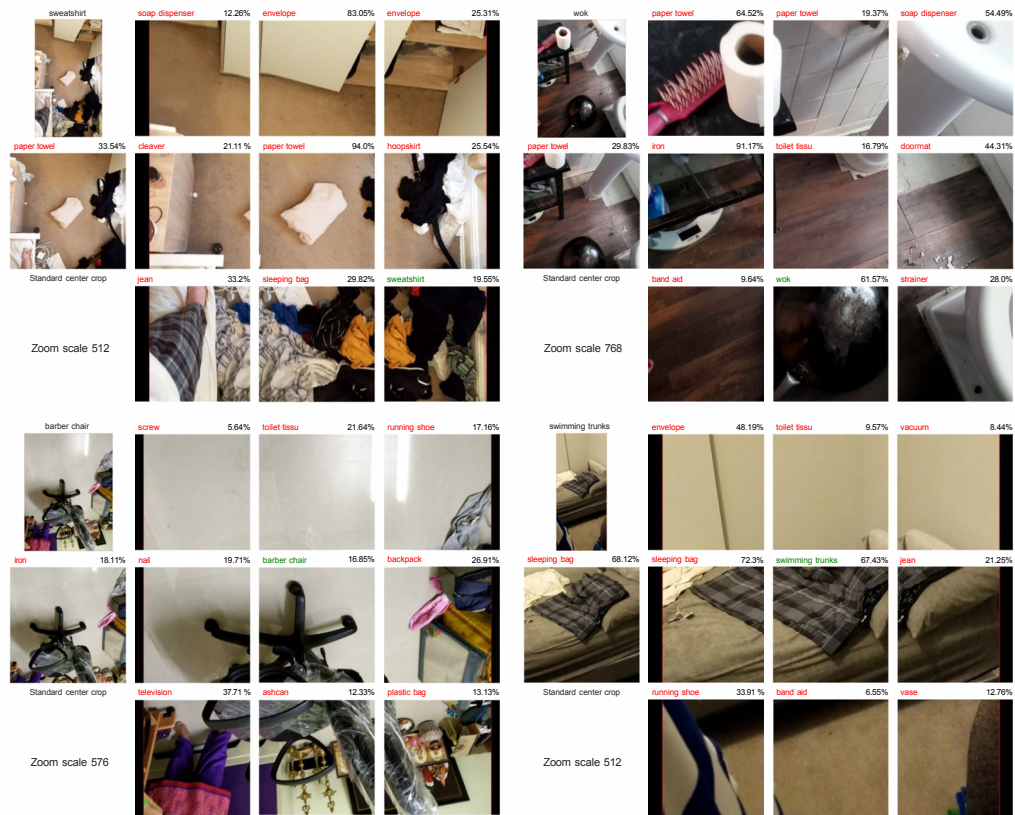 sweatshirt
soap dispenser 12.26%
envelope 83.05%
envelope 25.31%
paper towel 33.54%
cleaver 21.11 %
paper towel 94.0%
hoopskirt 25.54%
Standard center crop
jean 33.2%
sleeping bag 29.82%
sweatshirt 19.55%
Zoom scale 512
wok
paper towel 64.52%
paper towel 19.37%
soap dispenser 54.49%
paper towel 29.83%
iron 91.17%
toilet tissu 16.79%
doormat 44.31%
Standard center crop
band aid 9.64%
wok 61.57%
strainer 28.0%
Zoom scale 768
barber chair
screw 5.64%
toilet tissu 21.64%
running shoe 17.16%
iron 18.11%
nail 19.71%
barber chair 16.85%
backpack 26.91%
Standard center crop
television 37.71 %
ashcan 12.33%
plastic bag 13.13%
Zoom scale 576
swimming trunks
envelope 48.19%
toilet tissu 9.57%
vacuum 8.44%
sleeping bag 68.12%
sleeping bag 72.3%
swimming trunks 67.43%
jean 21.25%
Standard center crop
running shoe 33.91 %
band aid 6.55%
vase 12.76%
Zoom scale 512